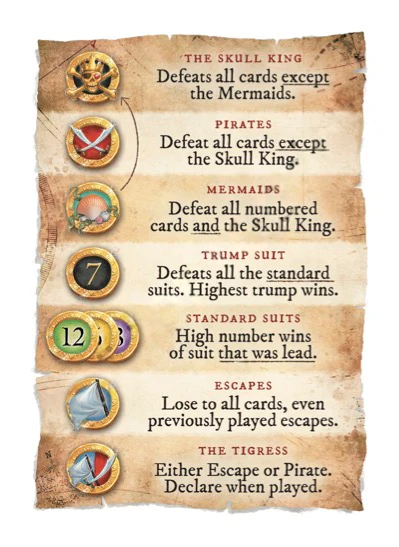 THE SKULL KING
Defeats all cards except
the Mermaids.
PIRATES
Defeat all cards except
the Skull King.
MERMAIDS
Defeat all numbered
cards and the Skull King.
TRUMP SUIT
7
Defeats all the standard
suits. Highest trump wins.
STANDARD SUITS
12 3
High number wins
of suit that was lead.
ESCAPES
Lose to all cards, even
previously played escapes.
THE TIGRESS
Either Escape or Pirate.
Declare when played.